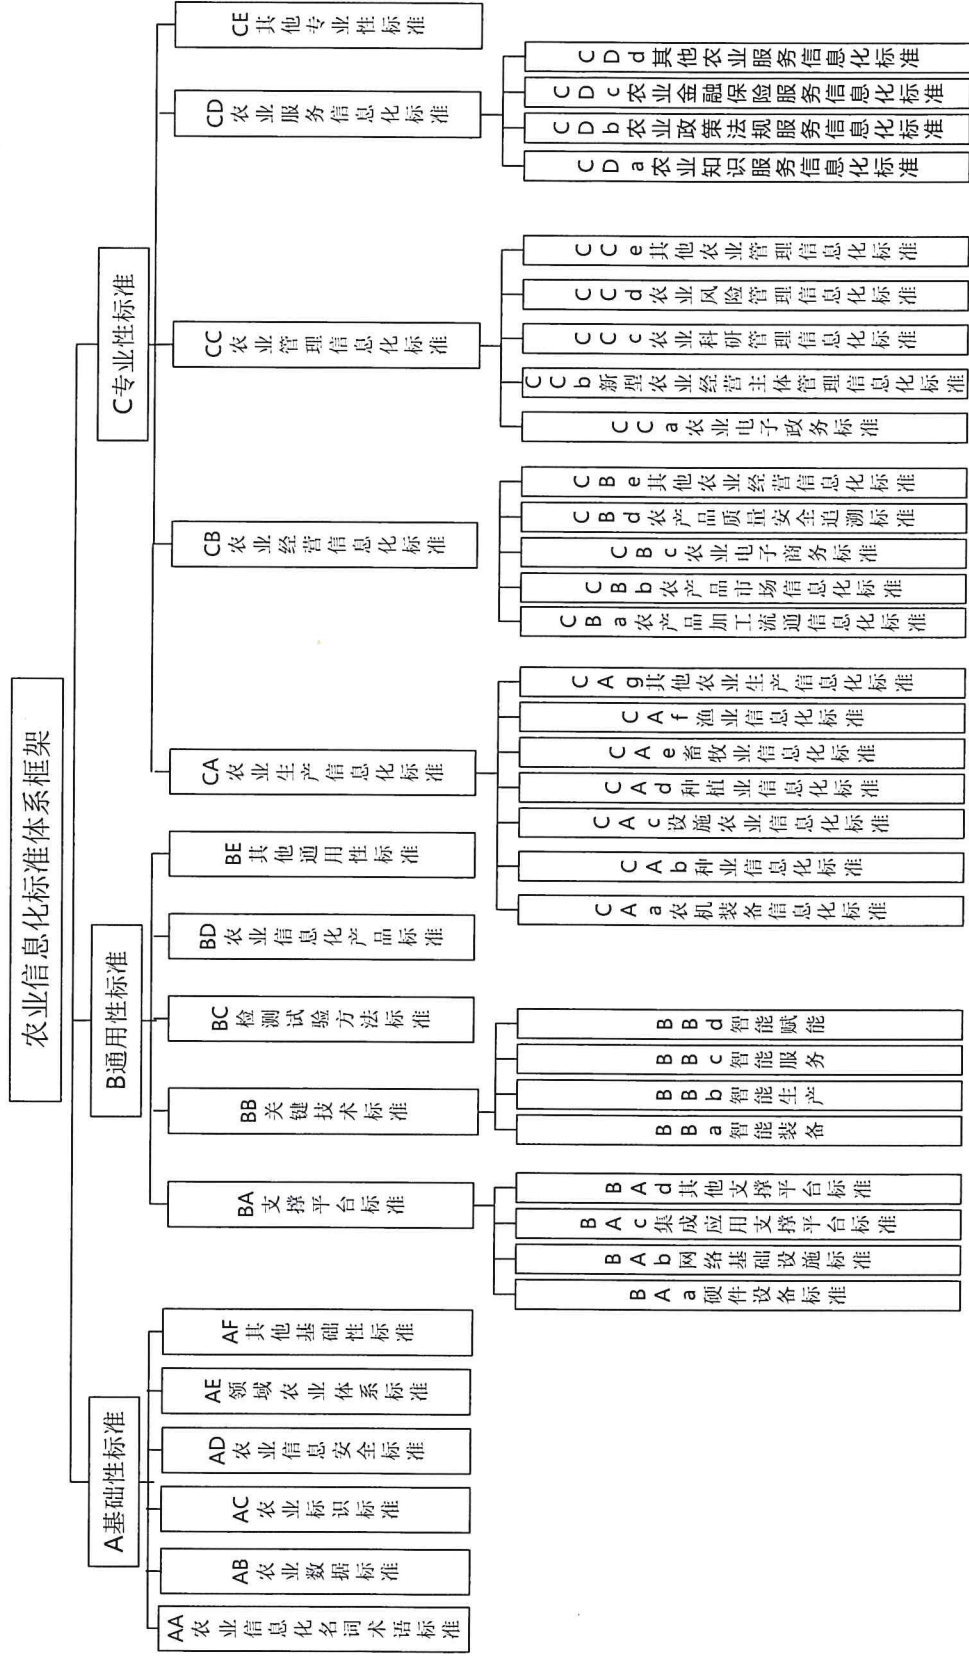 农业信息化标准体系框架
A基础性标准
B通用性标准
C专业性标准
AA农业信息化名词术语标准
AB农业数据标准
AC农业标识标准
AD农业信息安全标准
AE领域农业体系标准
AF其他基础性标准
BA支撑平台标准
BB关键技术标准
BC检测试验方法标准
BD农业信息化产品标准
BE其他通用性标准
CA农业生产信息化标准
CB农业经营信息化标准
CC农业管理信息化标准
CD农业服务信息化标准
CE其他专业性标准
BAa硬件设备标准
BAb网络基础设施标准
BAc集成应用支撑平台标准
BAd其他支撑平台标准
BBa智能装备
BBb智能生产
BBc智能服务
BBd智能赋能
CAa农机装备信息化标准
CAb种业信息化标准
CAc设施农业信息化标准
CAd种植业信息化标准
CAe畜牧业信息化标准
CAf渔业信息化标准
CAg其他农业生产信息化标准
CBa农产品加工流通信息化标准
CBb农产品市场信息化标准
CBc农业电子商务标准
CBd农产品质量安全追溯标准
CBe其他农业经营信息化标准
CCa农业电子政务标准
CCb新型农业经营主体管理信息化标准
CCc农业科研管理信息化标准
CCd农业风险管理信息化标准
CCe其他农业管理信息化标准
CDa农业知识服务信息化标准
CDb农业政策法规服务信息化标准
CDc农业金融保险服务信息化标准
CDd其他农业服务信息化标准